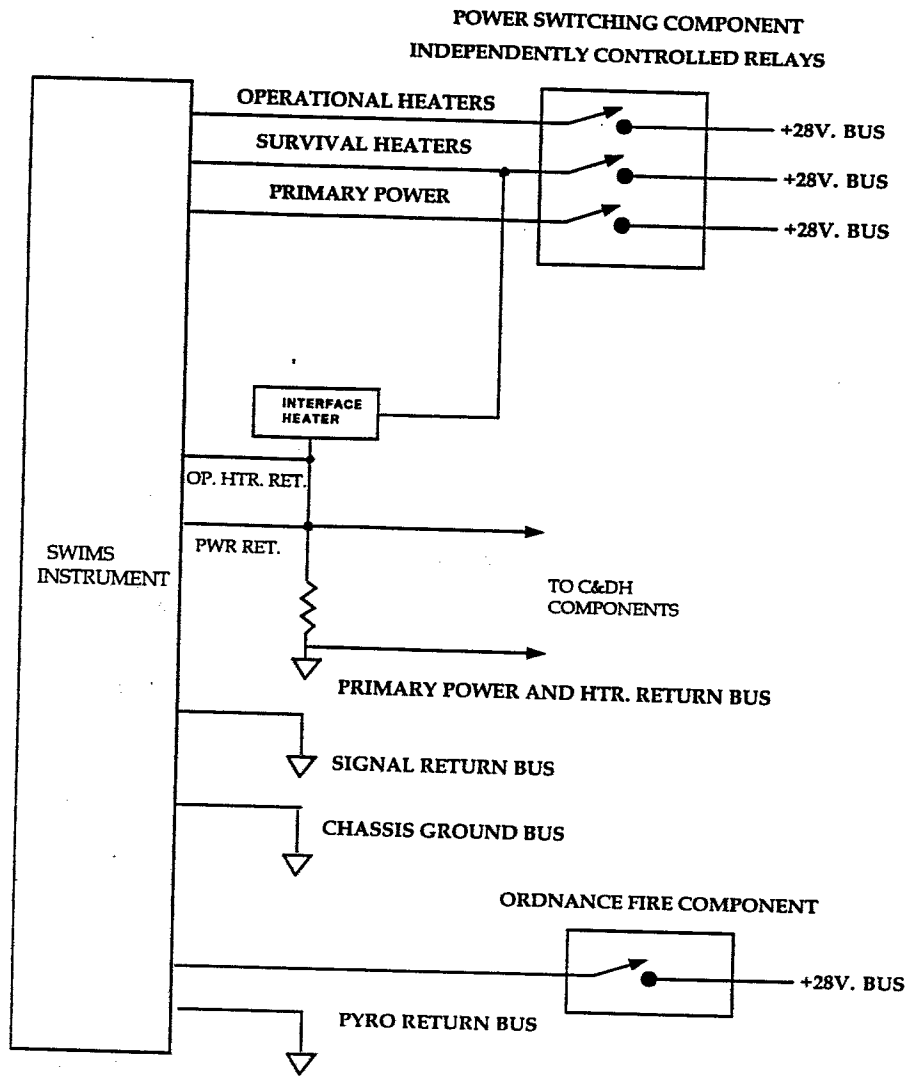 POWER SWITCHING COMPONENT
INDEPENDENTLY CONTROLLED RELAYS
OPERATIONAL HEATERS
+28V. BUS
SURVIVAL HEATERS
+28V. BUS
PRIMARY POWER
+28V. BUS
INTERFACE
HEATER
OP. HTR. RET.
PWR RET.
SWIMS
INSTRUMENT
TO C&DH
COMPONENTS
PRIMARY POWER AND HTR. RETURN BUS
SIGNAL RETURN BUS
CHASSIS GROUND BUS
ORDNANCE FIRE COMPONENT
+28V. BUS
PYRO RETURN BUS